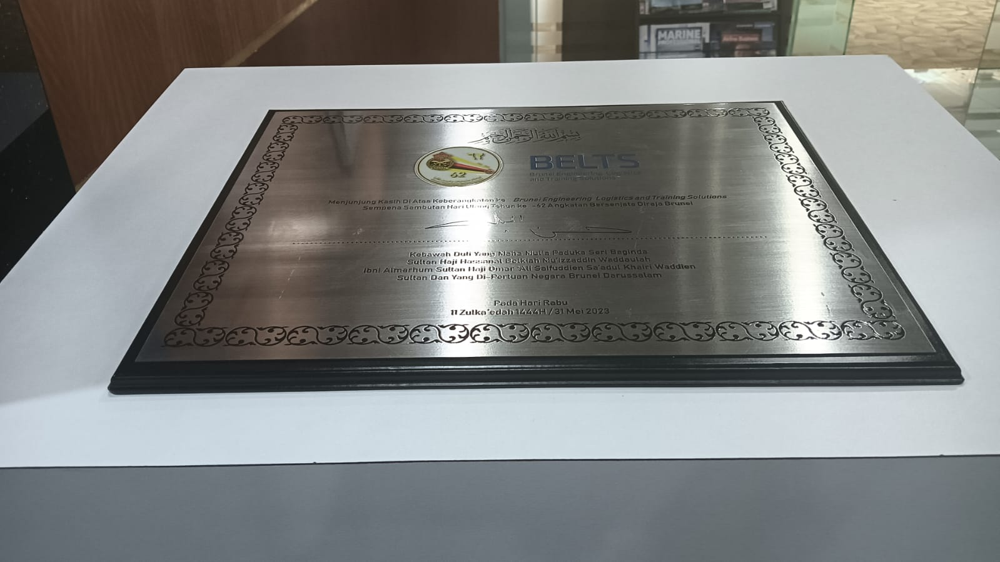 MARINE
PROFESSIONAL
بسم الله الرحمن الرحيم
62
BELTS
Brunei Engineering, Logistics
and Training Solutions
Menjunjung Kasih Di Atas Keberangkatan ke Brunei Engineering Logistics and Training Solutions
Sempena Sambutan Hari Ulang Tahun ke -62 Angkatan Bersenjata Diraja Brunei
Kebawah Duli Yang Maha Mulia Paduka Seri Baginda
Sultan Haji Hassanal Bolkiah Mu'izzaddin Waddaulah
Ibni Almarhum Sultan Haji Omar 'Ali Saifuddien Sa'adul Khairi Waddien
Sultan Dan Yang Di-Pertuan Negara Brunei Darussalam
Pada Hari Rabu
11 Zulka'edah 1444H / 31 Mei 2023